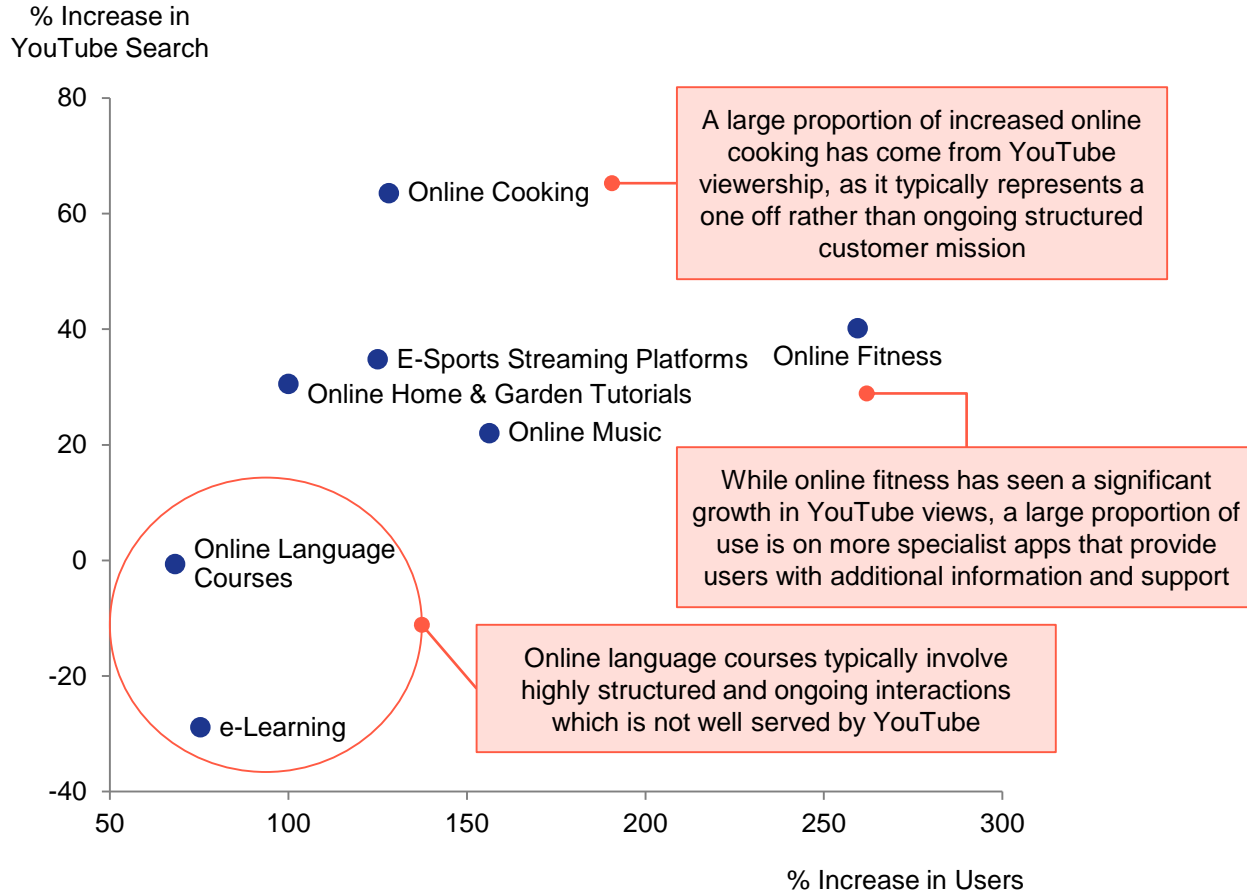 % Increase in
YouTube Search
80
60
40
20
0
-20
-40
A large proportion of increased online
cooking has come from YouTube
viewership, as it typically represents a
one off rather than ongoing structured
customer mission
Online Cooking
E-Sports Streaming Platforms
Online Home & Garden Tutorials
Online Music
Online Fitness
While online fitness has seen a significant
growth in YouTube views, a large proportion of
use is on more specialist apps that provide
users with additional information and support
Online Language
Courses
e-Learning
Online language courses typically involve
highly structured and ongoing interactions
which is not well served by YouTube
50
100
150
200
250
300
% Increase in Users